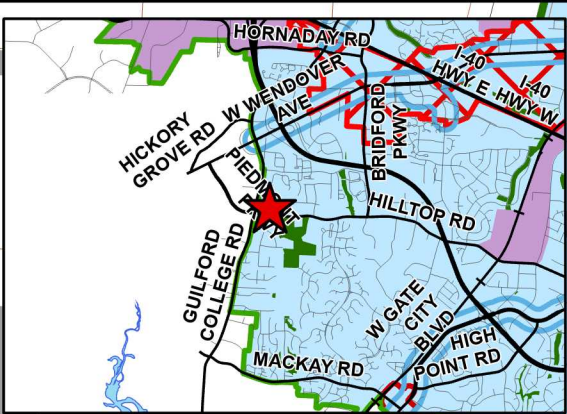 HORNADAY RD
I-40
HWY E
I-40
HWY W
W WENDOVER
AVE
BRIDFORD
PKWY
HICKORY
GROVE RD
PIEDMONT
PKWY
HILLTOP RD
GUILFORD
COLLEGE RD
W GATE
CITY
BLVD
HIGH
POINT RD
MACKAY RD